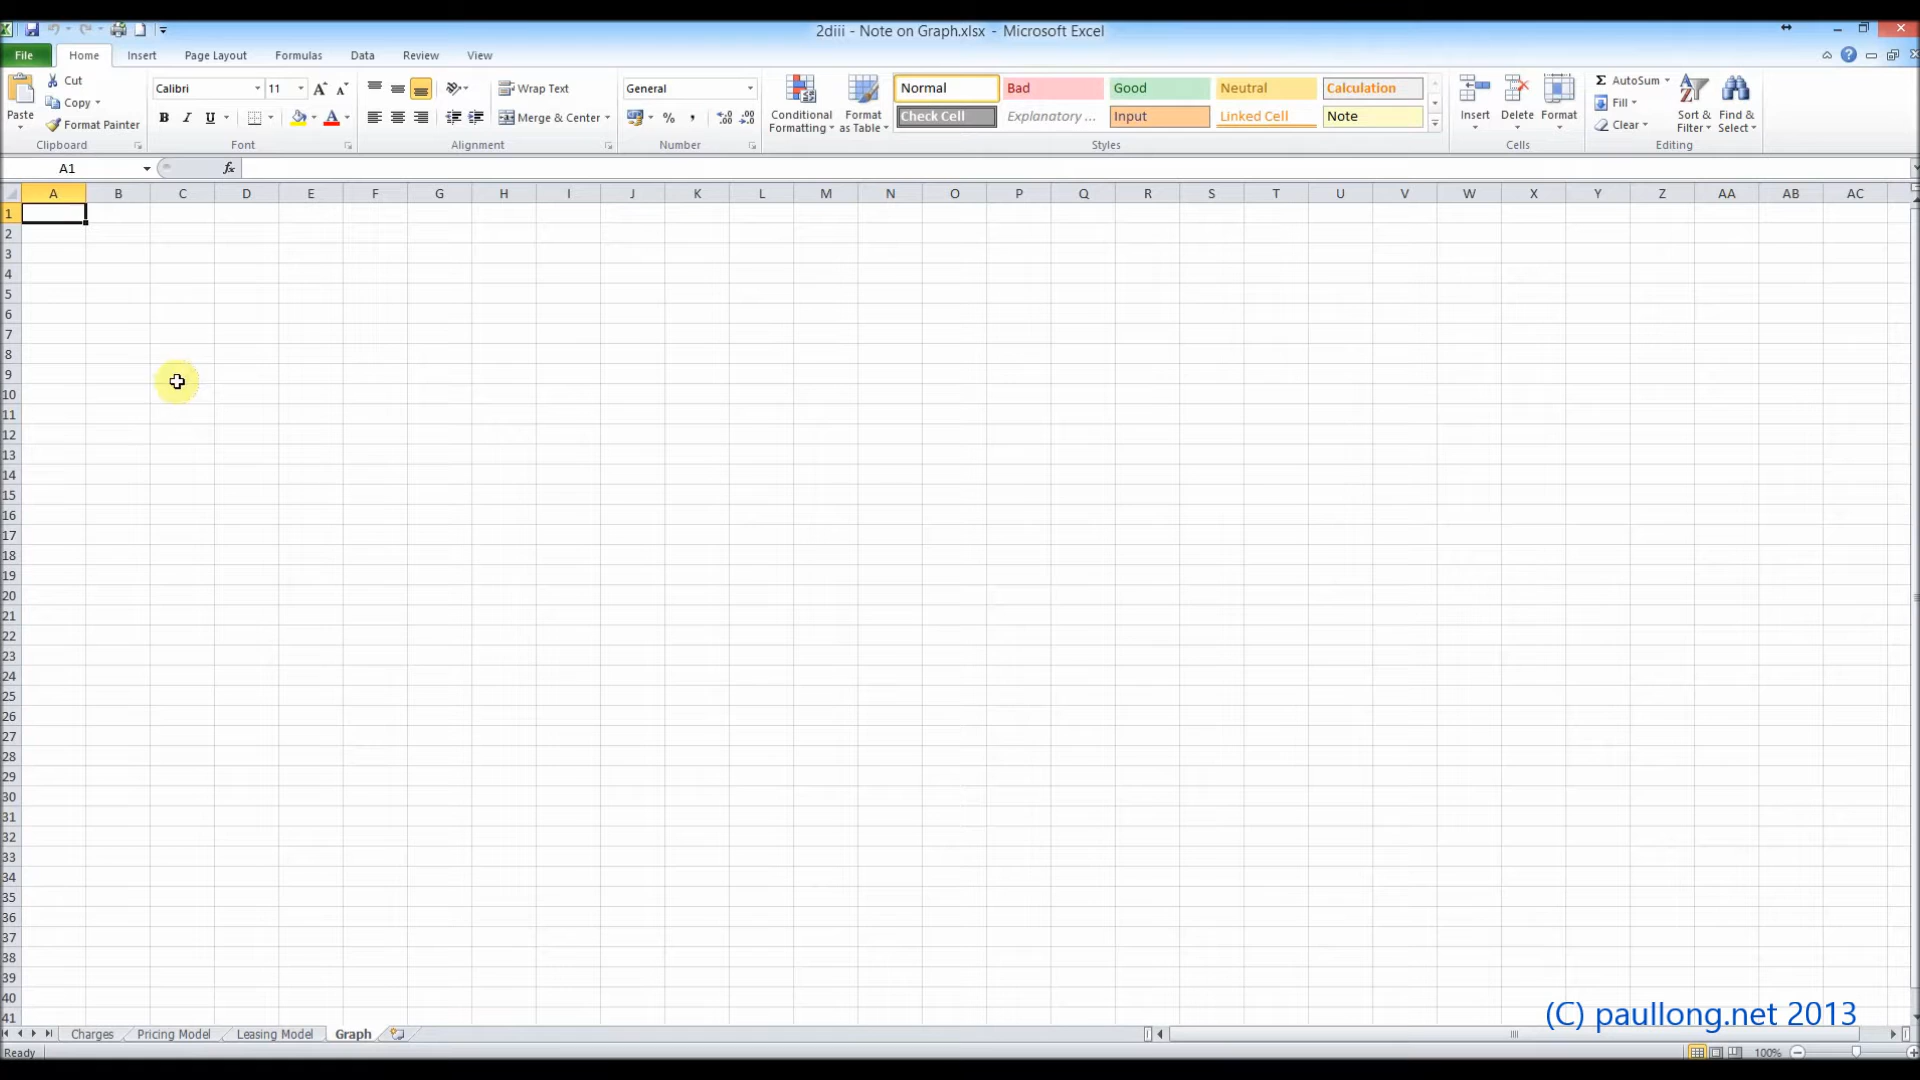 2diii - Note on Graph.xlsx - Microsoft Excel
File Home Insert Page Layout Formulas Data Review View
Cut
Copy
Format Painter
Paste
Clipboard
Calibri 11
B I U A
Font
Wrap Text
Merge & Center
Alignment
General
% ,
Number
Conditional Formatting
Format as Table
Normal Bad Good Neutral Calculation
Check Cell Explanatory ... Input Linked Cell Note
Styles
Insert Delete Format
Cells
Σ AutoSum
Fill
Clear
Sort & Filter
Find & Select
Editing
A1 fx
A B C D E F G H I J K L M N O P Q R S T U V W X Y Z AA AB AC
1
2
3
4
5
6
7
8
9
10
11
12
13
14
15
16
17
18
19
20
21
22
23
24
25
26
27
28
29
30
31
32
33
34
35
36
37
38
39
40
41
(C) paullong.net 2013
Charges Pricing Model Leasing Model Graph
Ready 100%